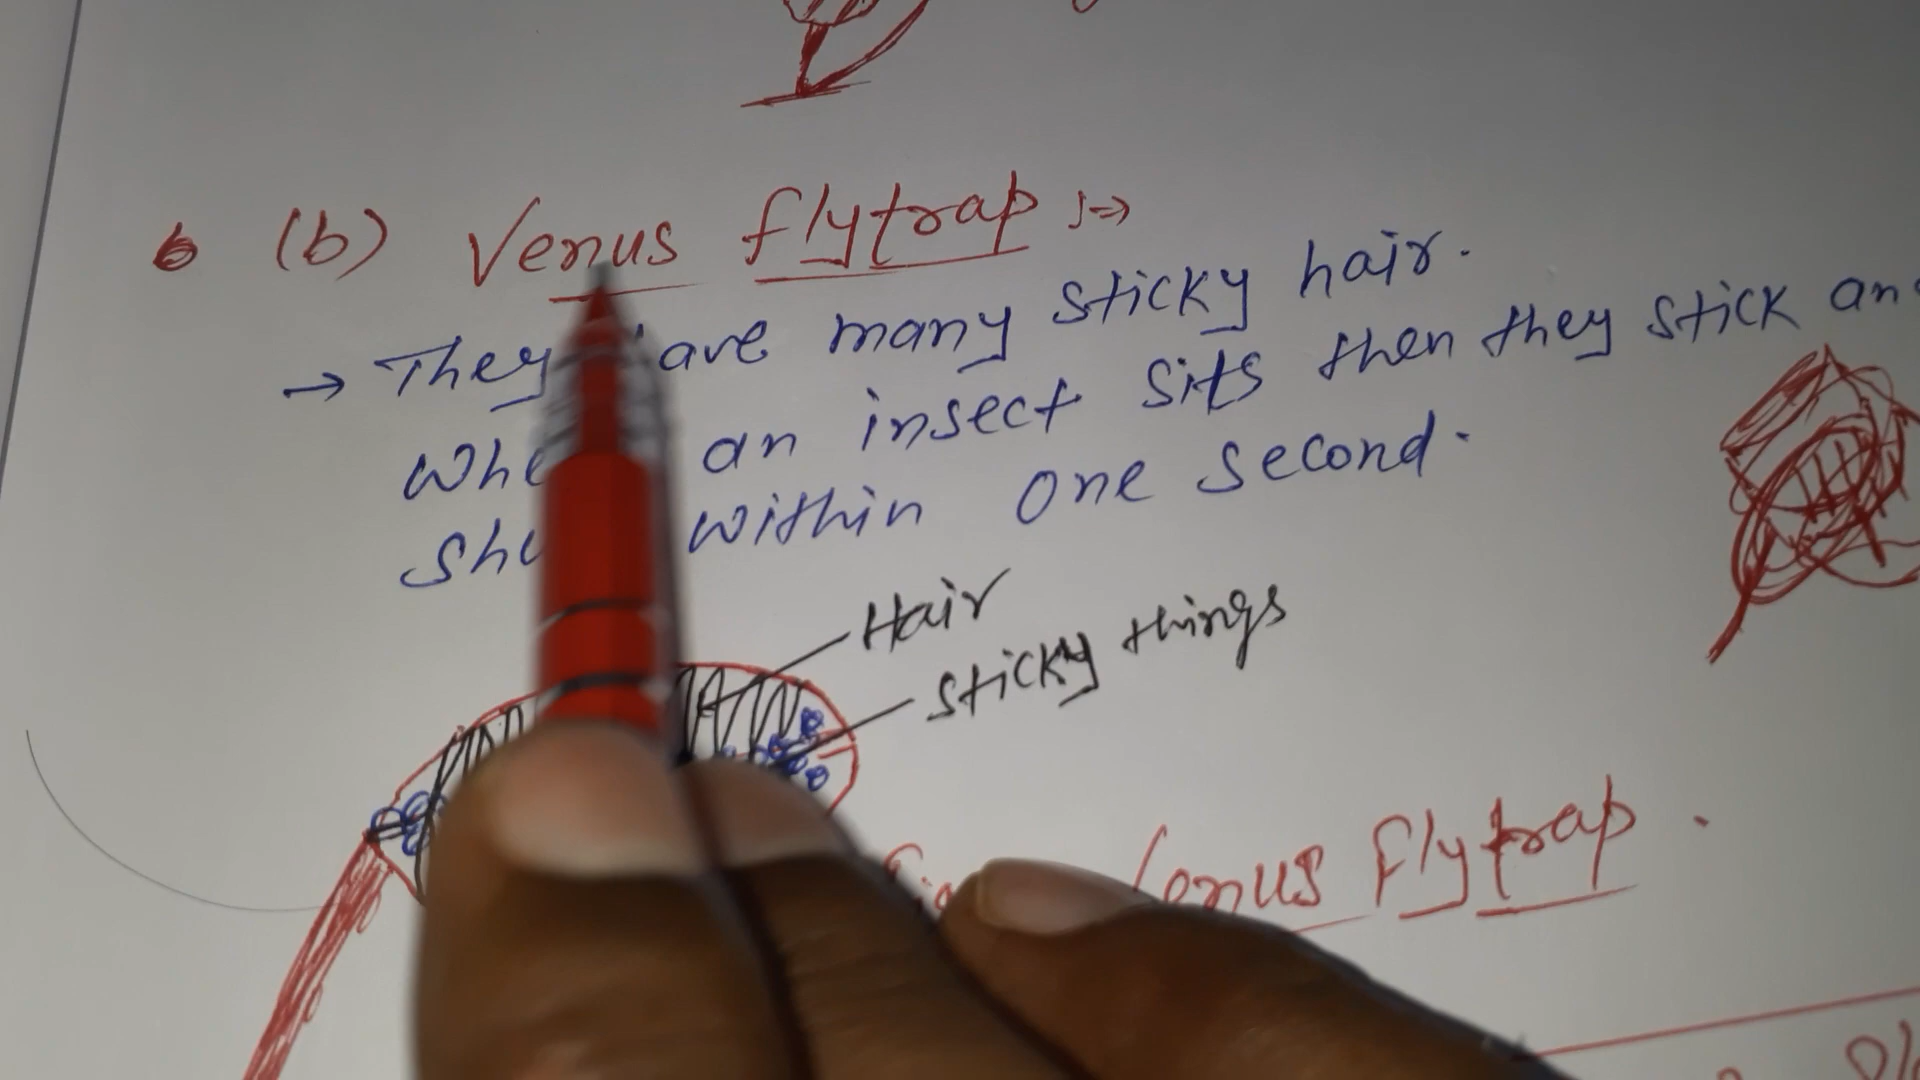 (b) Venus flytrap :→
→ They have many sticky hair.
an insect sits then they stick an
within one second.
Hair
sticky things
Venus flytrap.